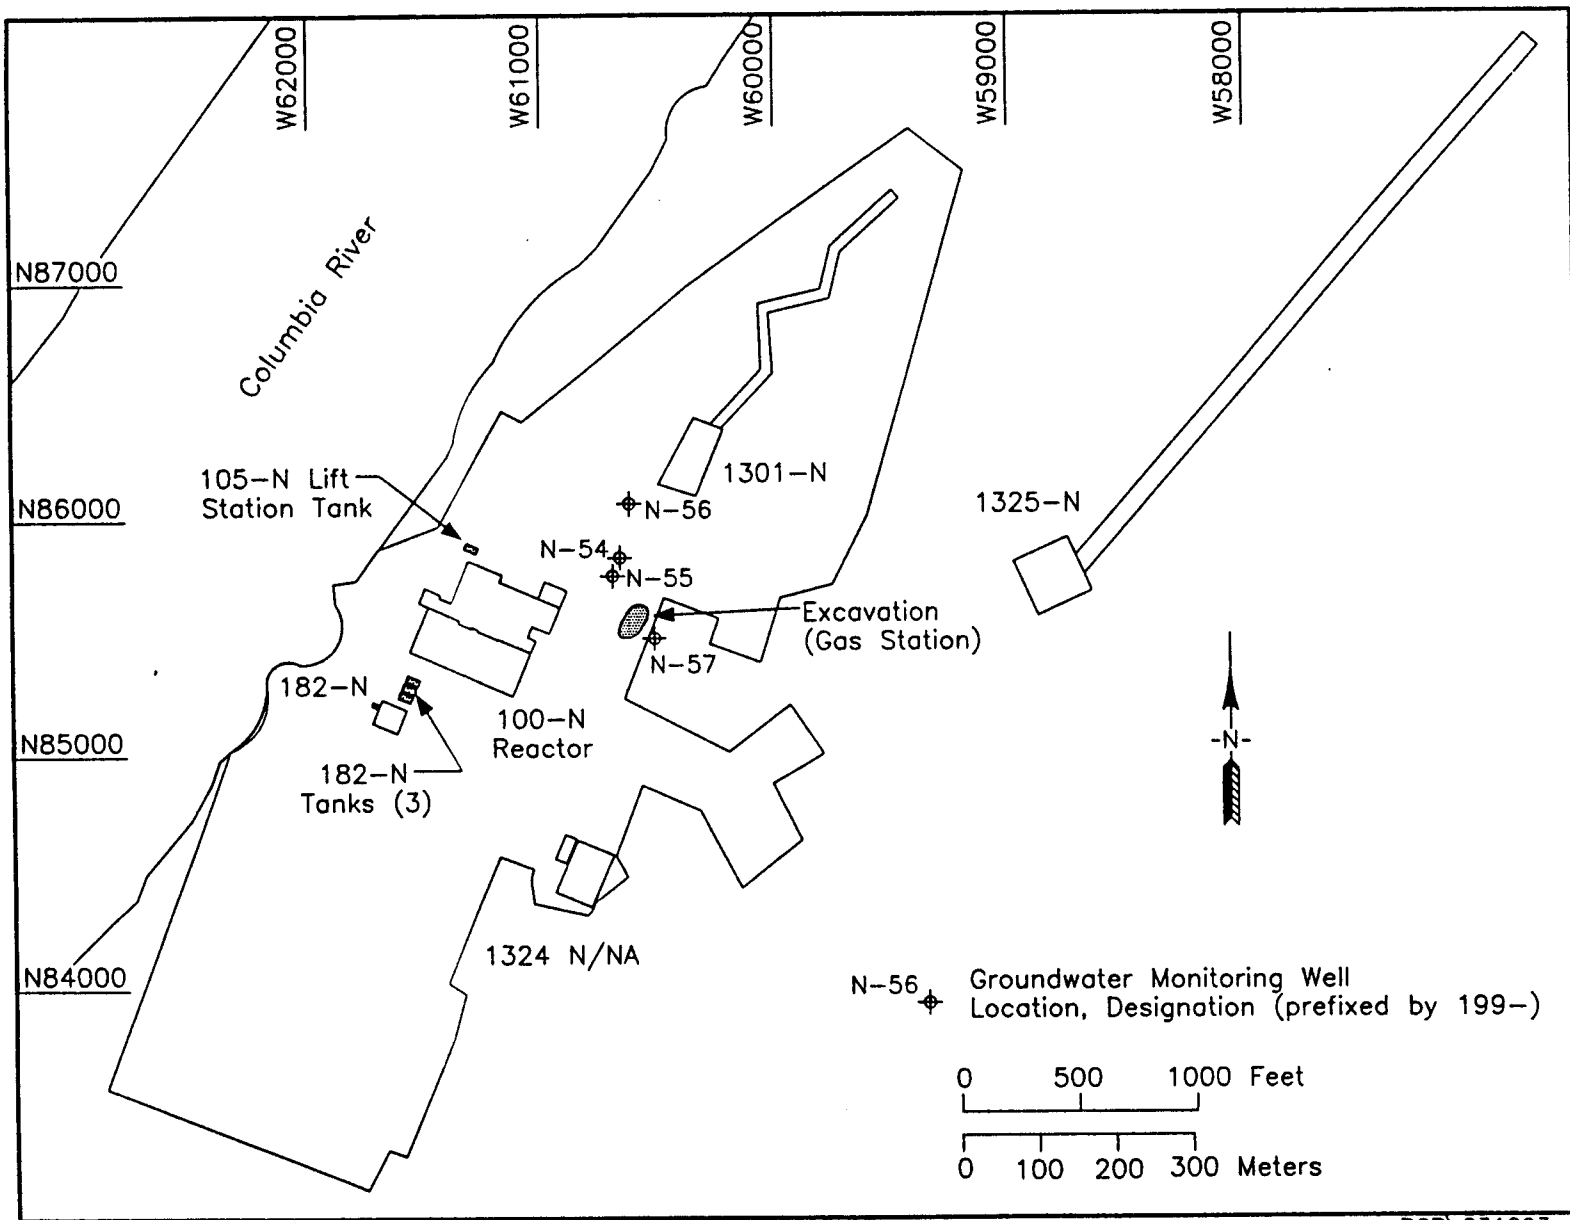 W62000
W61000
W60000
W59000
W58000
N87000
Columbia River
105-N Lift
Station Tank
1301-N
1325-N
N86000
N-56
N-54
N-55
Excavation
(Gas Station)
N-57
182-N
100-N
Reactor
N85000
182-N
Tanks (3)
-N-
1324 N/NA
N84000
N-56
Groundwater Monitoring Well
Location, Designation (prefixed by 199-)
0 500 1000 Feet
0 100 200 300 Meters